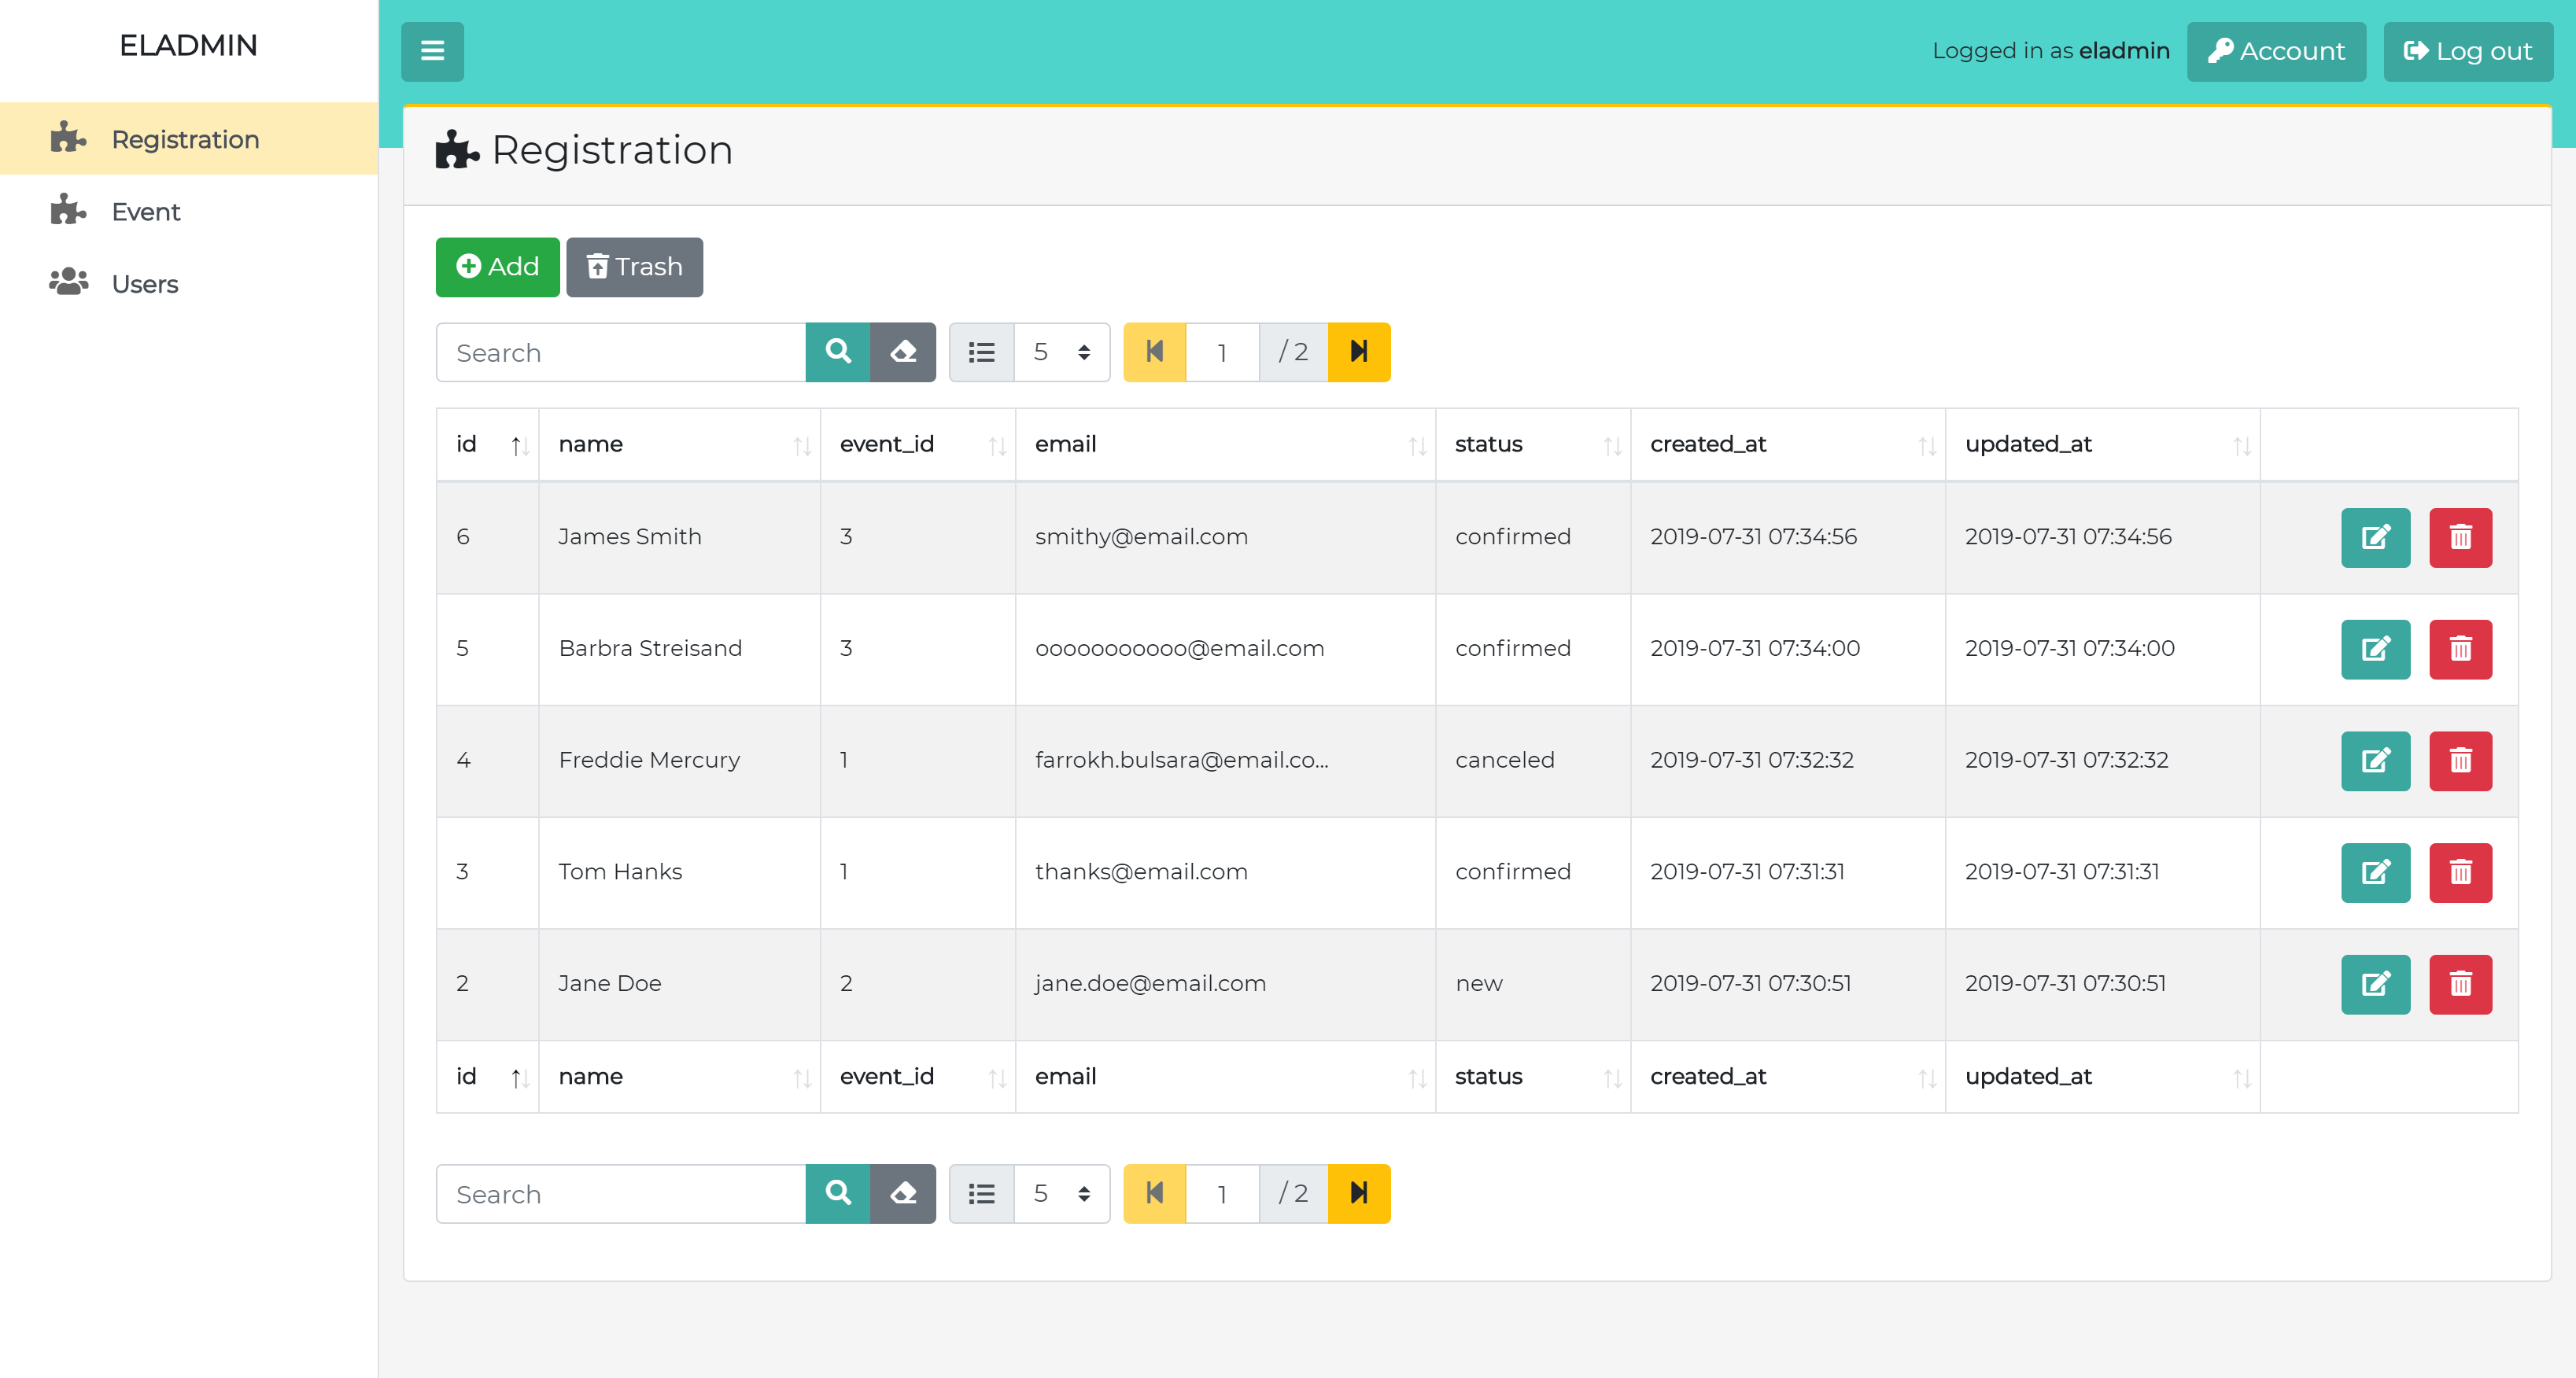 ELADMIN
Logged in as eladmin Account Log out
Registration
Event
Users
Registration
Add Trash
Search 5 1 / 2
id name event_id email status created_at updated_at
6 James Smith 3 smithy@email.com confirmed 2019-07-31 07:34:56 2019-07-31 07:34:56
5 Barbra Streisand 3 ooooooooooo@email.com confirmed 2019-07-31 07:34:00 2019-07-31 07:34:00
4 Freddie Mercury 1 farrokh.bulsara@email.co... canceled 2019-07-31 07:32:32 2019-07-31 07:32:32
3 Tom Hanks 1 thanks@email.com confirmed 2019-07-31 07:31:31 2019-07-31 07:31:31
2 Jane Doe 2 jane.doe@email.com new 2019-07-31 07:30:51 2019-07-31 07:30:51
id name event_id email status created_at updated_at
Search 5 1 / 2